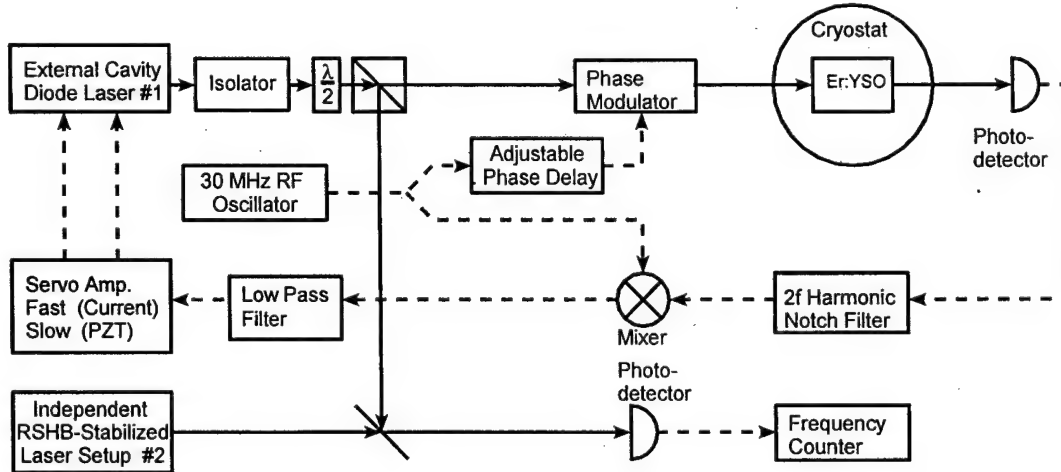 External Cavity
Diode Laser #1
Isolator
λ
2
Phase
Modulator
Cryostat
Er:YSO
Photo-
detector
30 MHz RF
Oscillator
Adjustable
Phase Delay
Servo Amp.
Fast (Current)
Slow (PZT)
Low Pass
Filter
Mixer
2f Harmonic
Notch Filter
Photo-
detector
Independent
RSHB-Stabilized
Laser Setup #2
Frequency
Counter